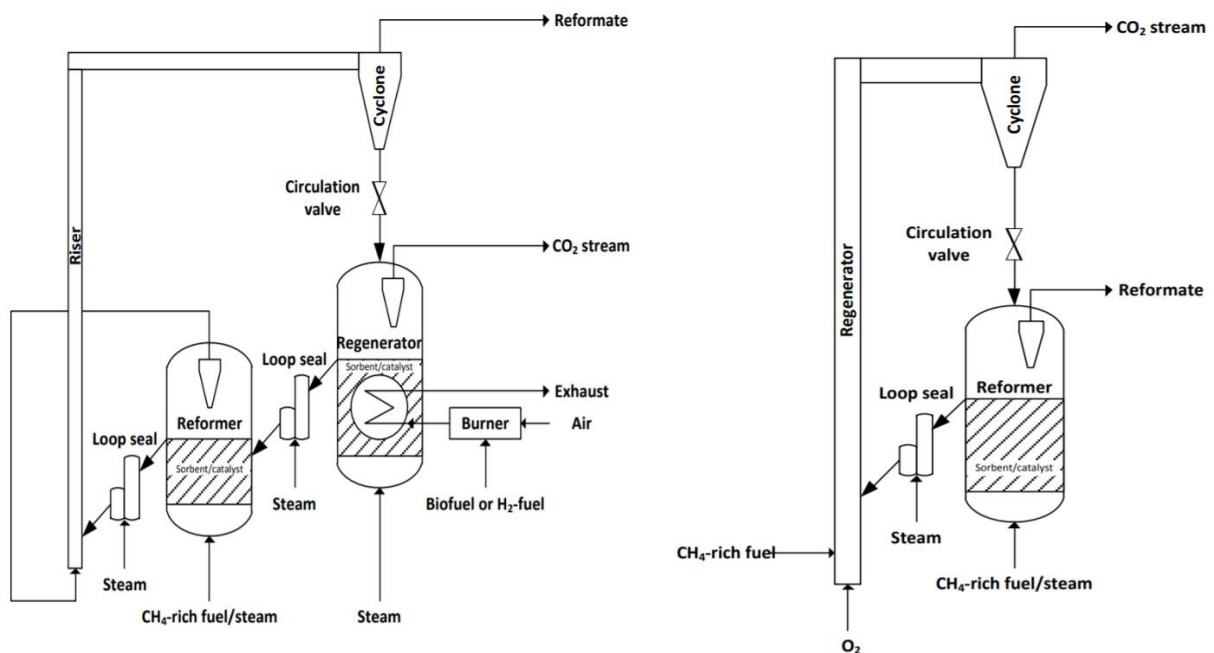 Reformate
Cyclone
Circulation
valve
Riser
CO₂ stream
Regenerator
Sorbent/catalyst
Loop seal
Exhaust
Reformer
Burner
Air
Loop seal
Sorbent/catalyst
Steam
Biofuel or H₂-fuel
Steam
CH₄-rich fuel/steam
Steam
CO₂ stream
Cyclone
Regenerator
Circulation
valve
Reformate
Loop seal
Reformer
Sorbent/catalyst
Steam
CH₄-rich fuel
CH₄-rich fuel/steam
O₂